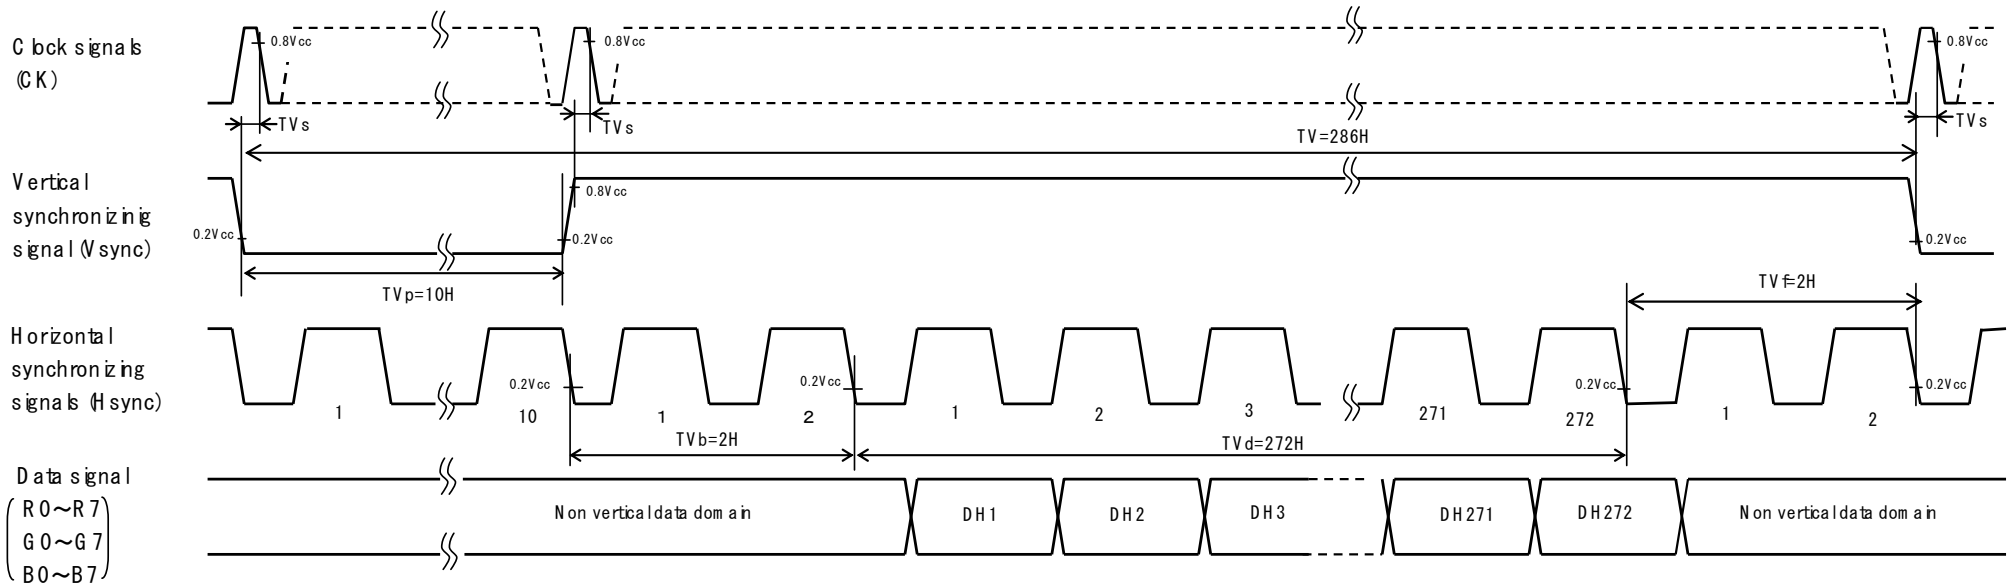 Clock signals
(CK)
0.8Vcc
0.8Vcc
0.8Vcc
TVs
TVs
TVs
TV=286H
Vertical
synchronizinig
signal (Vsync)
0.2Vcc
0.8Vcc
0.2Vcc
0.2Vcc
TVp=10H
TVf=2H
Horizontal
synchronizing
signals (Hsync)
0.2Vcc
0.2Vcc
0.2Vcc
0.2Vcc
1 10 1 2 1 2 3 271 272 1 2
TVb=2H
TVd=272H
Data signal
R0~R7
G0~G7
B0~B7
Non vertical data domain
DH1 DH2 DH3 DH271 DH272
Non vertical data domain